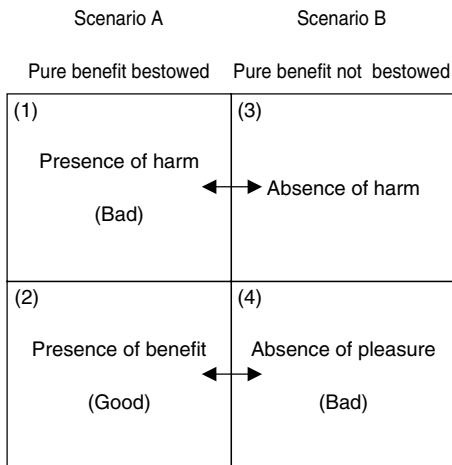 Scenario A Scenario B
Pure benefit bestowed Pure benefit not bestowed
(1) (3)
Presence of harm
Absence of harm
(Bad)
(2) (4)
Presence of benefit Absence of pleasure
(Good) (Bad)